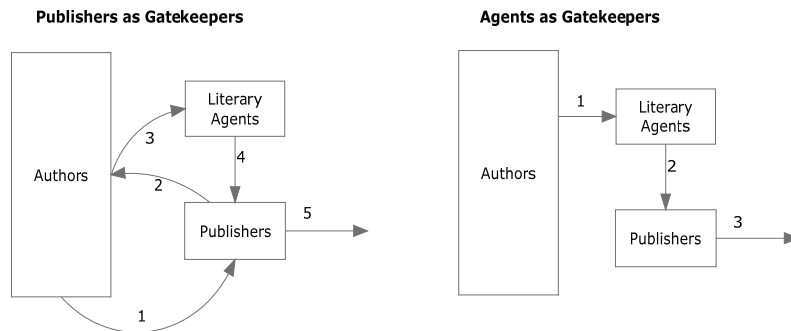 Publishers as Gatekeepers
Authors
Literary
Agents
3
4
2
Publishers
5
1
Agents as Gatekeepers
Authors
1
Literary
Agents
2
Publishers
3